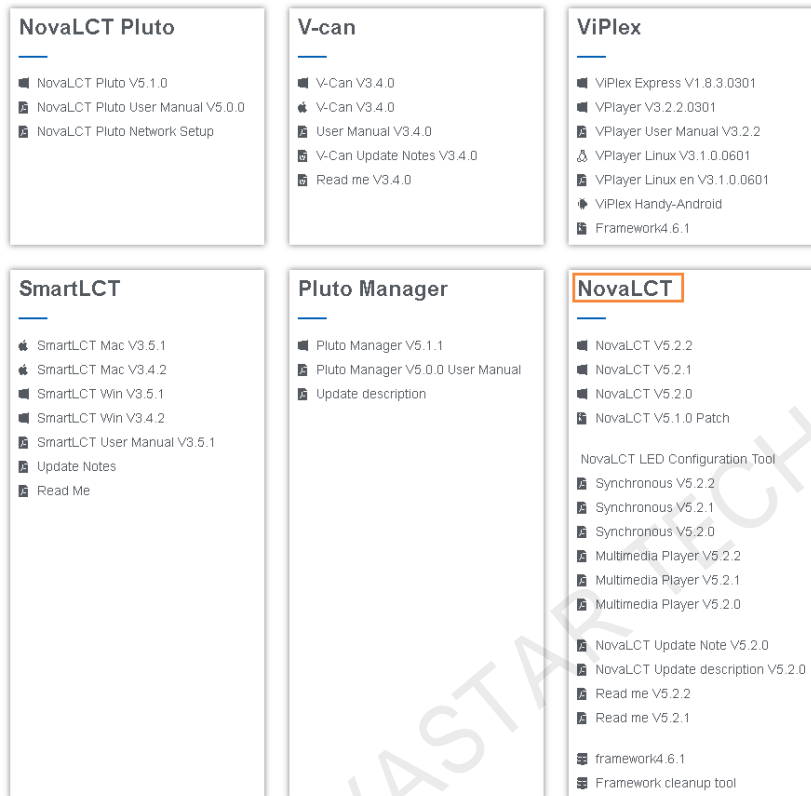 NovaLCT Pluto
NovaLCT Pluto V5.1.0
NovaLCT Pluto User Manual V5.0.0
NovaLCT Pluto Network Setup
V-can
V-Can V3.4.0
V-Can V3.4.0
User Manual V3.4.0
V-Can Update Notes V3.4.0
Read me V3.4.0
ViPlex
ViPlex Express V1.8.3.0301
VPlayer V3.2.2.0301
VPlayer User Manual V3.2.2
VPlayer Linux V3.1.0.0601
VPlayer Linux en V3.1.0.0601
ViPlex Handy-Android
Framework4.6.1
SmartLCT
SmartLCT Mac V3.5.1
SmartLCT Mac V3.4.2
SmartLCT Win V3.5.1
SmartLCT Win V3.4.2
SmartLCT User Manual V3.5.1
Update Notes
Read Me
Pluto Manager
Pluto Manager V5.1.1
Pluto Manager V5.0.0 User Manual
Update description
NovaLCT
NovaLCT V5.2.2
NovaLCT V5.2.1
NovaLCT V5.2.0
NovaLCT V5.1.0 Patch
NovaLCT LED Configuration Tool
Synchronous V5.2.2
Synchronous V5.2.1
Synchronous V5.2.0
Multimedia Player V5.2.2
Multimedia Player V5.2.1
Multimedia Player V5.2.0
NovaLCT Update Note V5.2.0
NovaLCT Update description V5.2.0
Read me V5.2.2
Read me V5.2.1
framework4.6.1
Framework cleanup tool